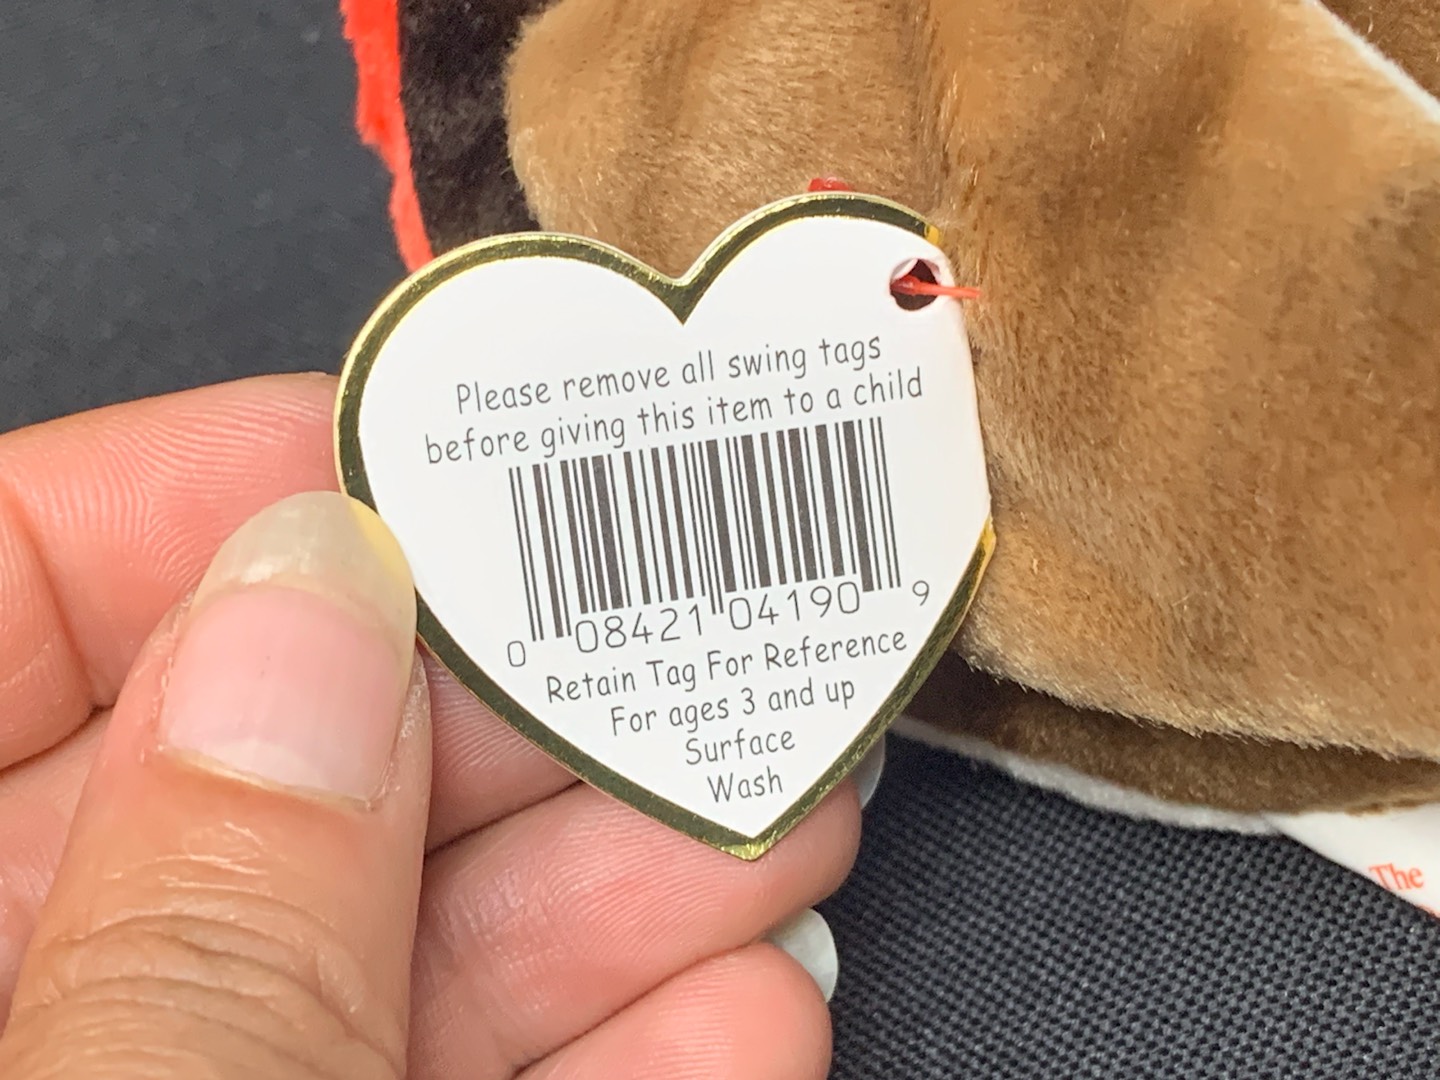 Please remove all swing tags
before giving this item to a child
0 08421 04190 9
Retain Tag For Reference
For ages 3 and up
Surface
Wash
The